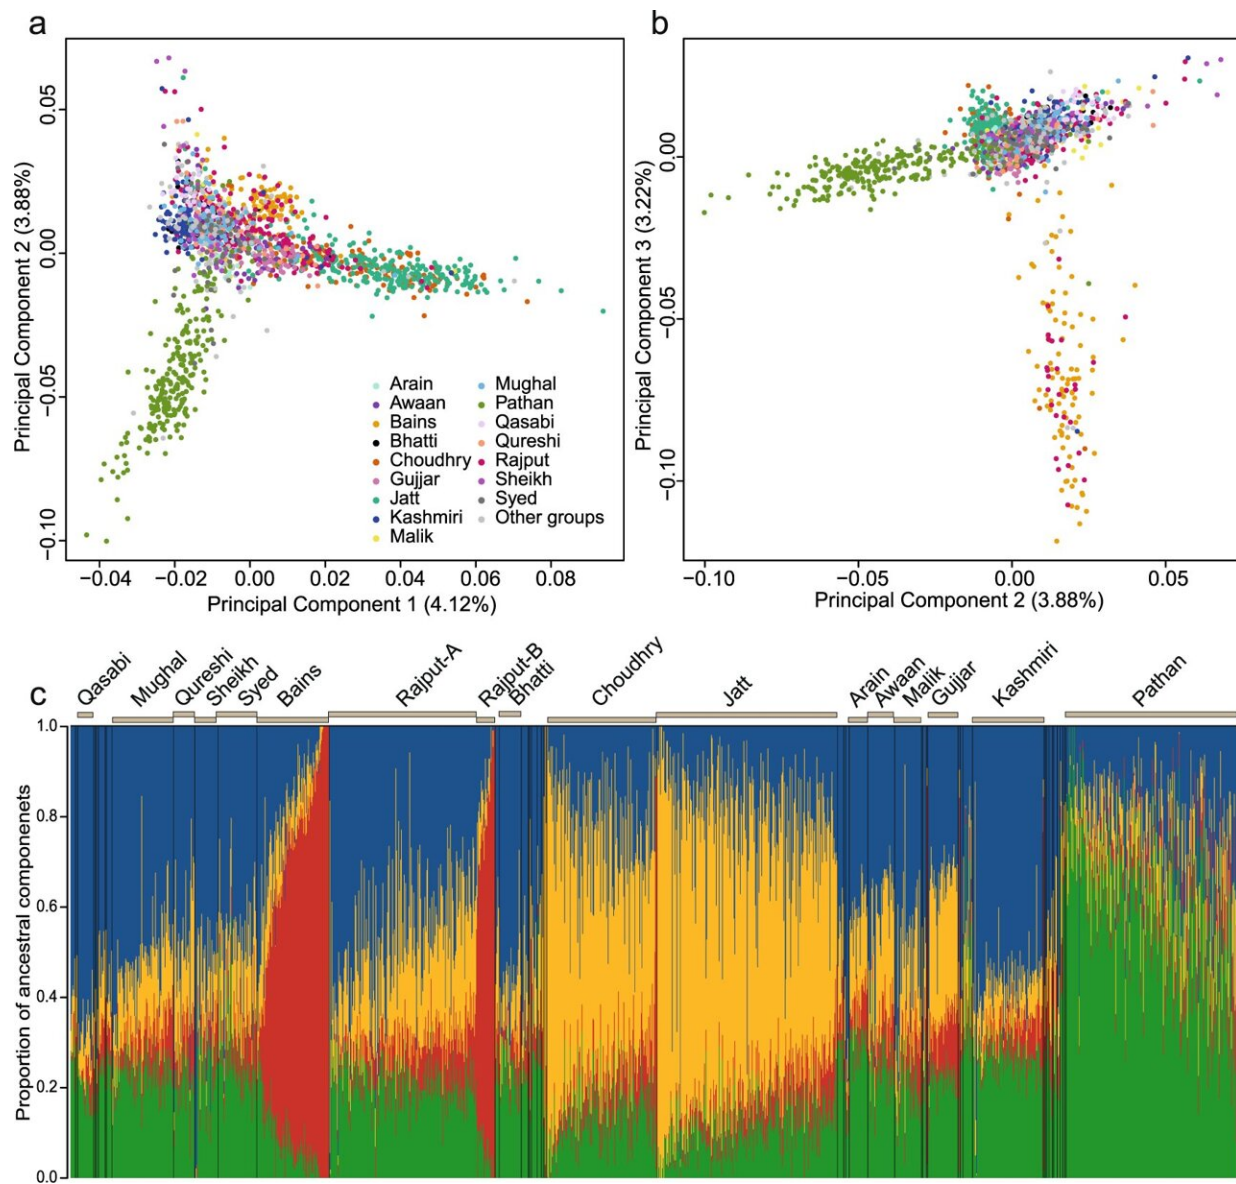 a
b
Principal Component 2 (3.88%)
0.05
0.00
−0.05
−0.10
Arain
Awaan
Bains
Bhatti
Choudhry
Gujjar
Jatt
Kashmiri
Malik
Mughal
Pathan
Qasabi
Qureshi
Rajput
Sheikh
Syed
Other groups
−0.04 −0.02 0.00 0.02 0.04 0.06 0.08
Principal Component 1 (4.12%)
Principal Component 3 (3.22%)
0.00
−0.05
−0.10
−0.10 −0.05 0.00 0.05
Principal Component 2 (3.88%)
c
Qasabi
Mughal
Qureshi
Sheikh
Syed
Bains
Rajput-A
Rajput-B
Bhatti
Choudhry
Jatt
Arain
Awaan
Malik
Gujjar
Kashmiri
Pathan
Proportion of ancestral componenets
1.0
0.8
0.6
0.4
0.2
0.0